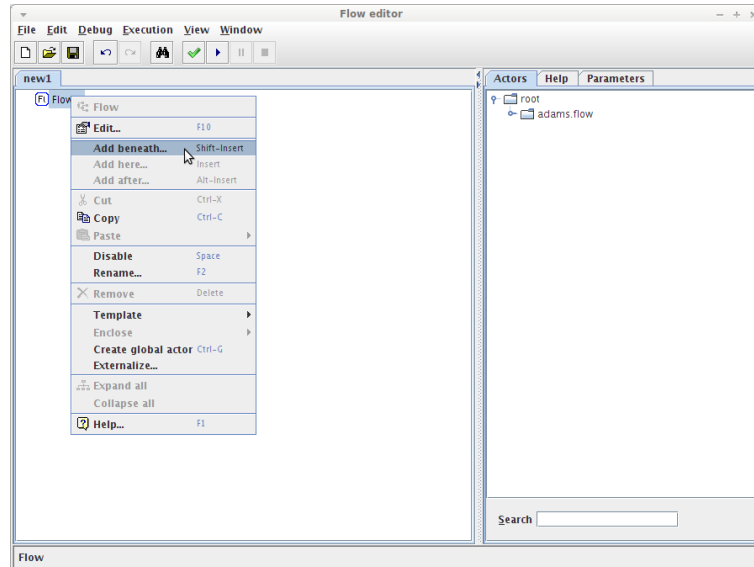 Flow editor
File Edit Debug Execution View Window
new1
Actors Help Parameters
Fl Flow
root
adams.flow
Flow
Edit... F10
Add beneath... Shift-Insert
Add here... Insert
Add after... Alt-Insert
Cut Ctrl-X
Copy Ctrl-C
Paste
Disable Space
Rename... F2
Remove Delete
Template
Enclose
Create global actor Ctrl-G
Externalize...
Expand all
Collapse all
Help... F1
Search
Flow